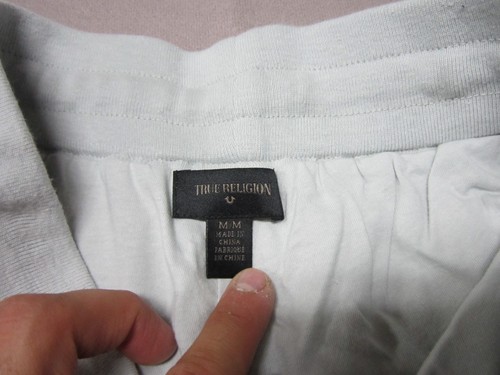 TRUE RELIGION
M/M
MADE IN
CHINA
FABRIQUÉ
EN CHINE